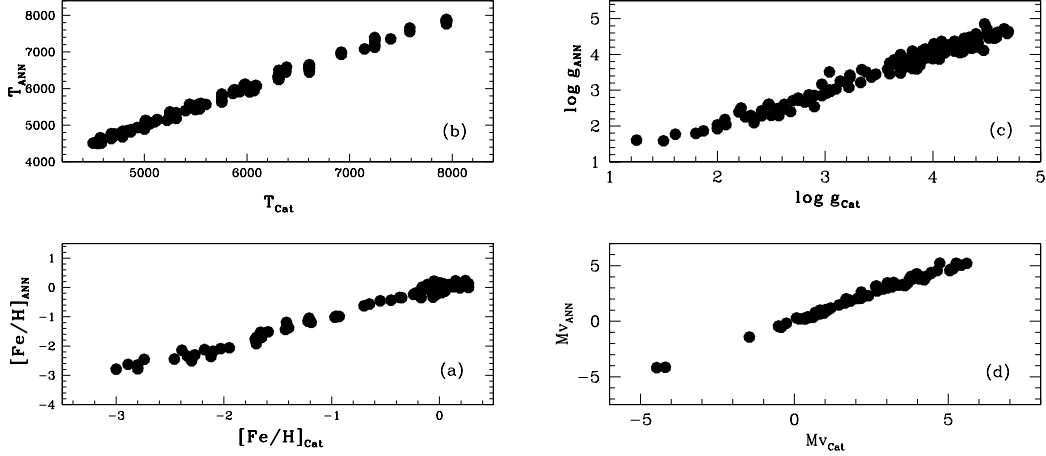 8000
7000
6000
5000
4000
T_ANN
(b)
5000 6000 7000 8000
T_Cat
5
4
3
2
1
log g_ANN
(c)
1 2 3 4 5
log g_Cat
1
0
−1
−2
−3
−4
[Fe/H]_ANN
(a)
−3 −2 −1 0
[Fe/H]_Cat
5
0
−5
Mv_ANN
(d)
−5 0 5
Mv_Cat